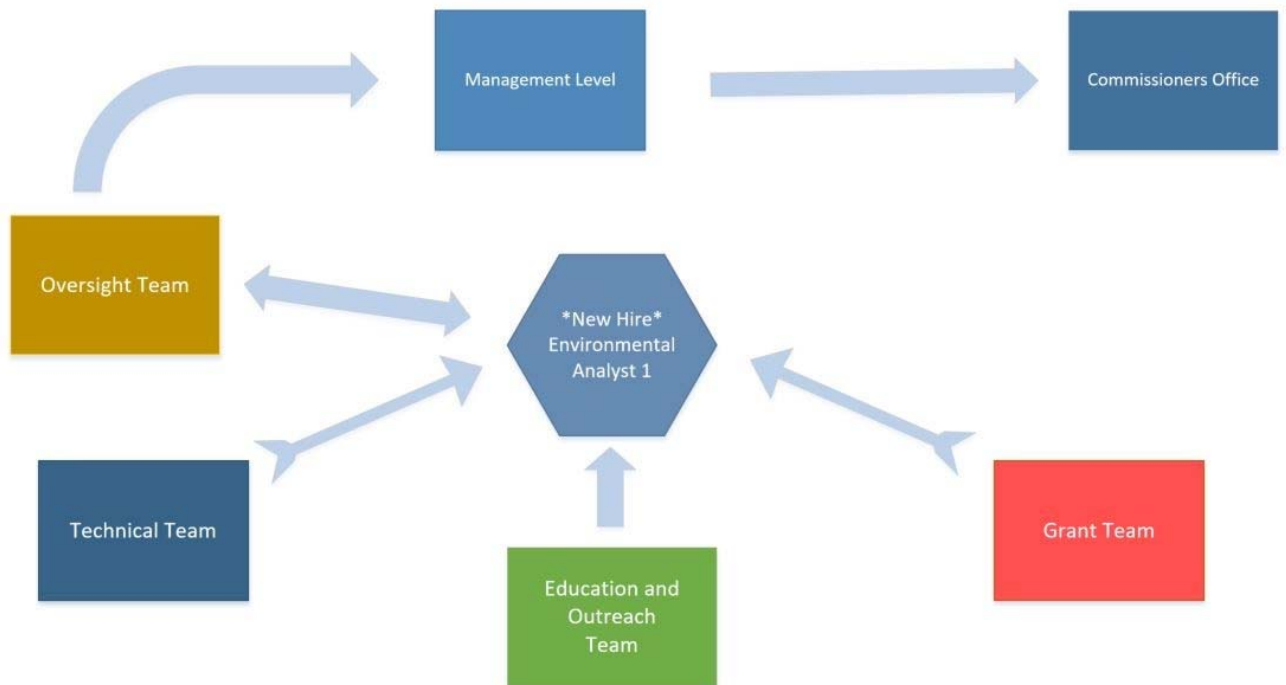 Management Level
Commissioners Office
Oversight Team
*New Hire*
Environmental
Analyst 1
Technical Team
Education and
Outreach
Team
Grant Team